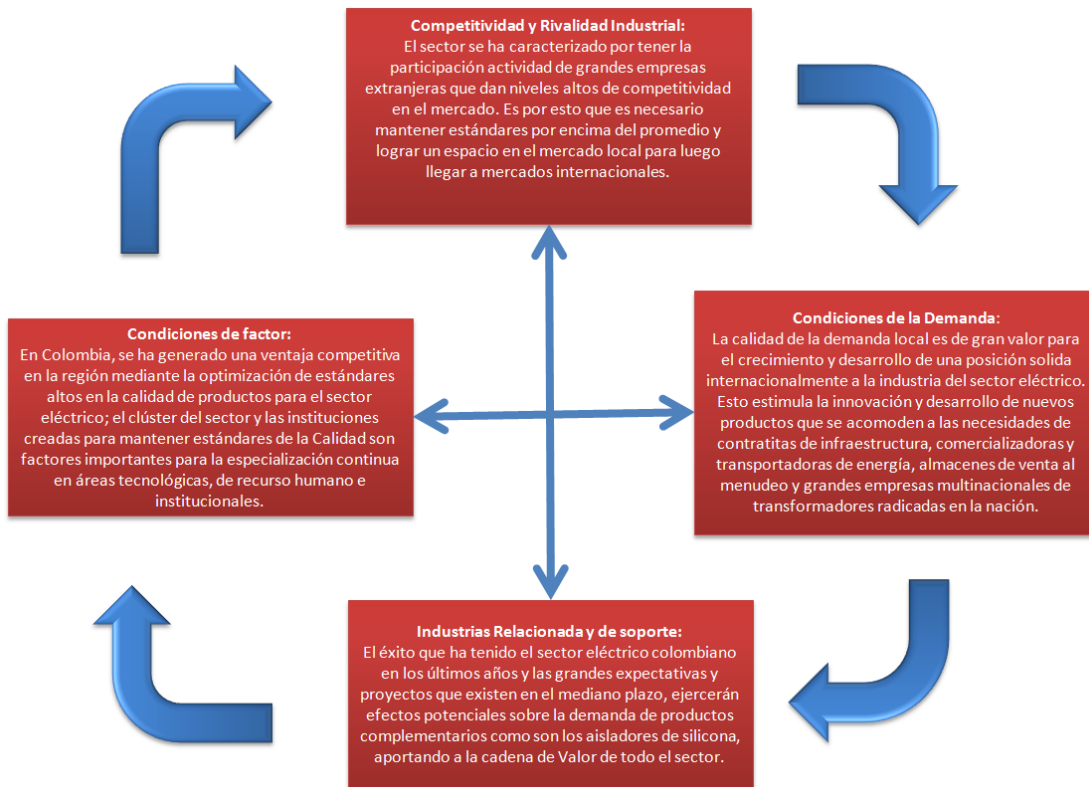 Competitividad y Rivalidad Industrial:
El sector se ha caracterizado por tener la
participación actividad de grandes empresas
extranjeras que dan niveles altos de competitividad
en el mercado. Es por esto que es necesario
mantener estándares por encima del promedio y
lograr un espacio en el mercado local para luego
llegar a mercados internacionales.
Condiciones de factor:
En Colombia, se ha generado una ventaja competitiva
en la región mediante la optimización de estándares
altos en la calidad de productos para el sector
eléctrico; el clúster del sector y las instituciones
creadas para mantener estándares de la Calidad son
factores importantes para la especialización continua
en áreas tecnológicas, de recurso humano e
institucionales.
Condiciones de la Demanda:
La calidad de la demanda local es de gran valor para
el crecimiento y desarrollo de una posición solida
internacionalmente a la industria del sector eléctrico.
Esto estimula la innovación y desarrollo de nuevos
productos que se acomoden a las necesidades de
contratitas de infraestructura, comercializadoras y
transportadoras de energía, almacenes de venta al
menudeo y grandes empresas multinacionales de
transformadores radicadas en la nación.
Industrias Relacionada y de soporte:
El éxito que ha tenido el sector eléctrico colombiano
en los últimos años y las grandes expectativas y
proyectos que existen en el mediano plazo, ejercerán
efectos potenciales sobre la demanda de productos
complementarios como son los aisladores de silicona,
aportando a la cadena de Valor de todo el sector.